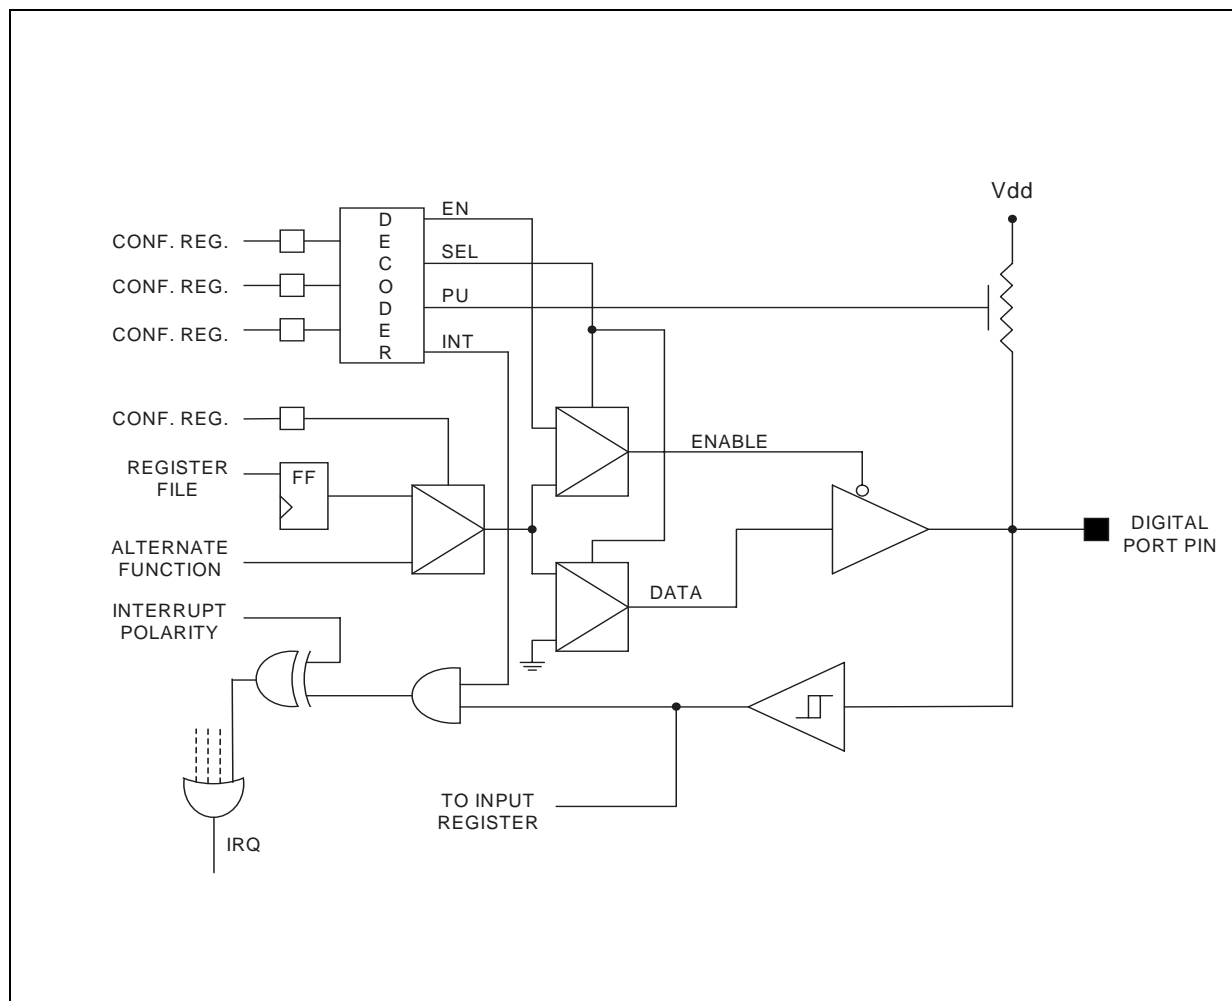 Vdd
EN
CONF. REG.
SEL
CONF. REG.
PU
CONF. REG.
INT
DECODER
CONF. REG.
ENABLE
REGISTER
FILE
FF
DIGITAL
PORT PIN
ALTERNATE
FUNCTION
DATA
INTERRUPT
POLARITY
TO INPUT
REGISTER
IRQ